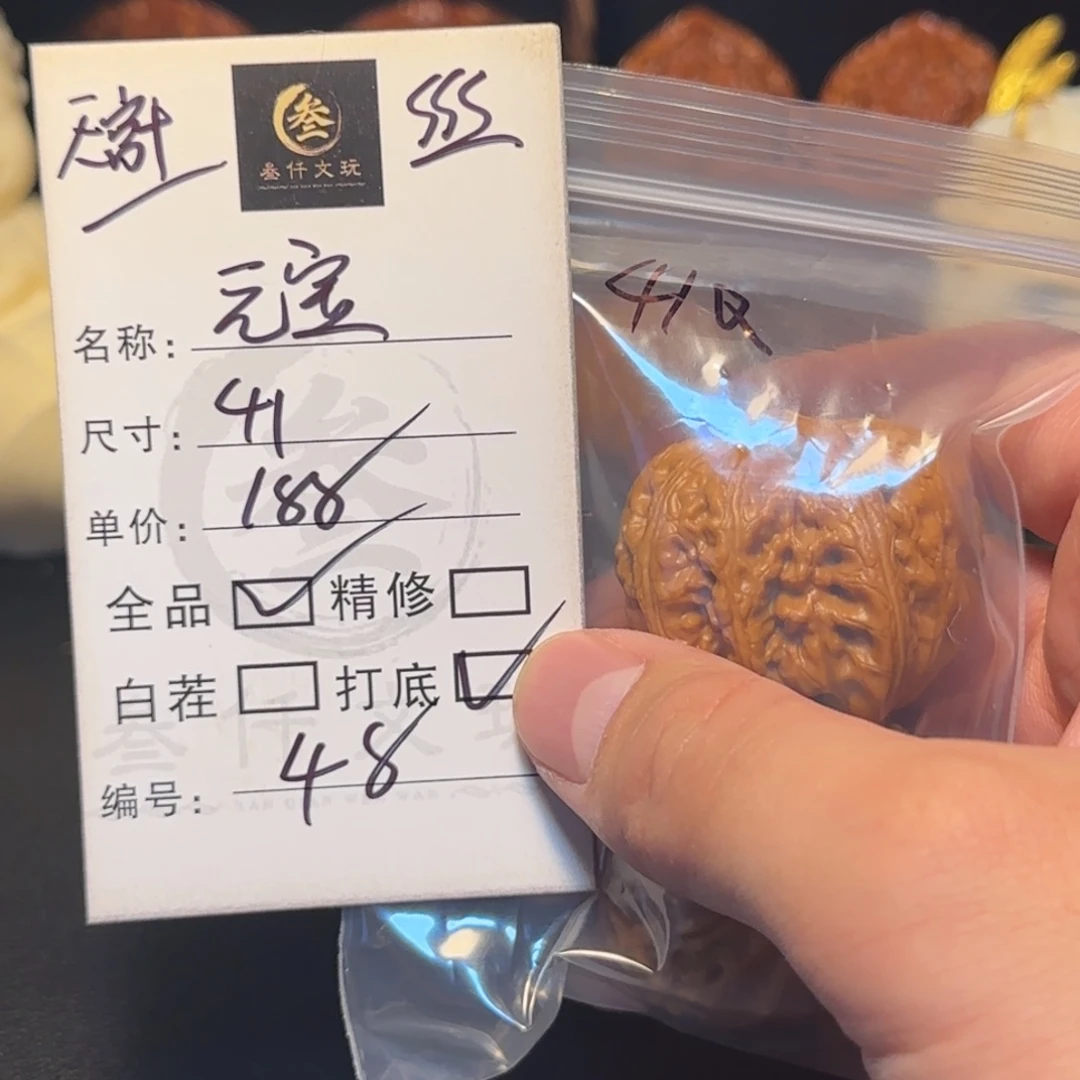 叁
叁仟文玩
名称：元宝
尺寸：41
单价：188
全品 精修
白茬 打底
编号：48
41